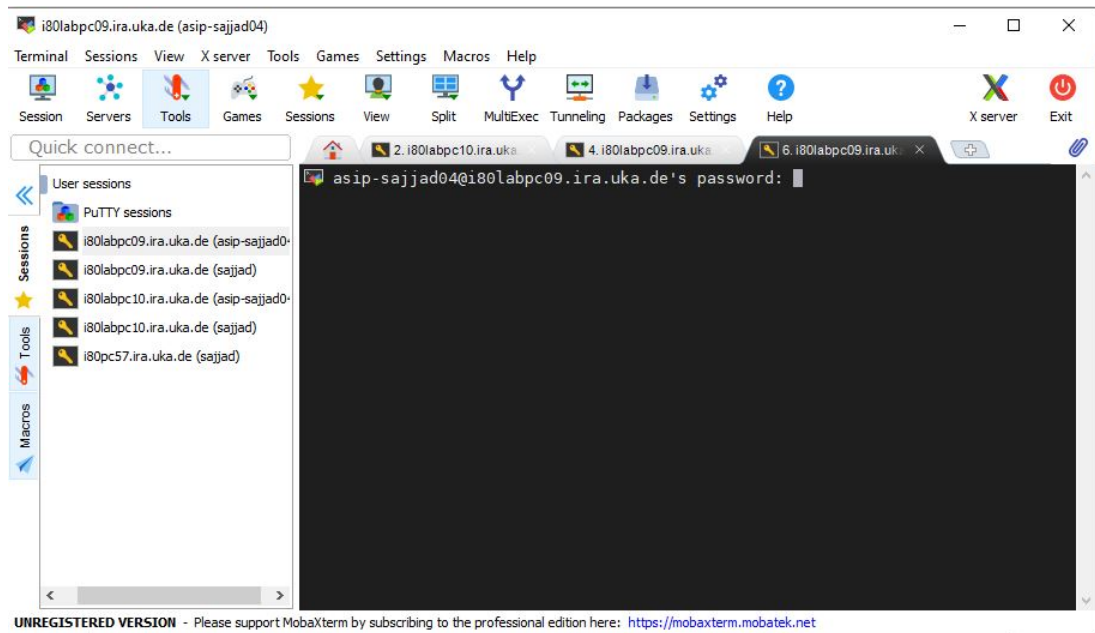 i80labpc09.ira.uka.de (asip-sajjad04)
Terminal Sessions View X server Tools Games Settings Macros Help
Session Servers Tools Games Sessions View Split MultiExec Tunneling Packages Settings Help X server Exit
Quick connect...
2. i80labpc10.ira.uka
4. i80labpc09.ira.uka
6. i80labpc09.ira.uk
asip-sajjad04@i80labpc09.ira.uka.de's password:
User sessions
PuTTY sessions
i80labpc09.ira.uka.de (asip-sajjad0
i80labpc09.ira.uka.de (sajjad)
i80labpc10.ira.uka.de (asip-sajjad0
i80labpc10.ira.uka.de (sajjad)
i80pc57.ira.uka.de (sajjad)
Sessions
Tools
Macros
UNREGISTERED VERSION - Please support MobaXterm by subscribing to the professional edition here: https://mobaxterm.mobatek.net